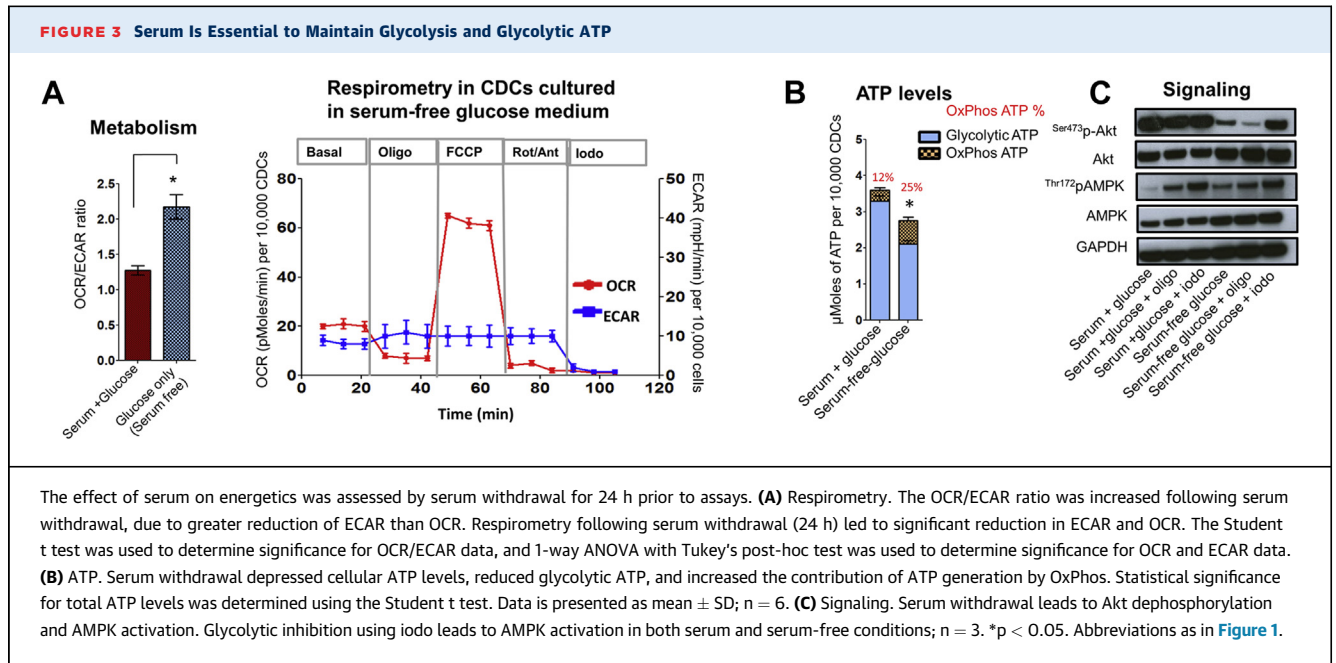 FIGURE 3 Serum Is Essential to Maintain Glycolysis and Glycolytic ATP
A
Metabolism
OCR/ECAR ratio
2.5
2.0
1.5
1.0
0.5
0.0
*
Serum +Glucose
Glucose only
(Serum free)
Respirometry in CDCs cultured
in serum-free glucose medium
Basal Oligo FCCP Rot/Ant Iodo
OCR (pMoles/min) per 10,000 CDCs
80
60
40
20
0
0 20 40 60 80 100 120
Time (min)
OCR
ECAR
50
40
30
20
10
0
ECAR (mpH/min) per 10,000 cells
B
ATP levels
OxPhos ATP %
Glycolytic ATP
OxPhos ATP
µMoles of ATP per 10,000 CDCs
5
4
3
2
1
0
12%
25%
*
Serum + glucose
Serum-free-glucose
C
Signaling
Ser473p-Akt
Akt
Thr172pAMPK
AMPK
GAPDH
Serum + glucose
Serum +glucose + oligo
Serum +glucose + iodo
Serum-free glucose
Serum-free glucose + oligo
Serum-free glucose + iodo
The effect of serum on energetics was assessed by serum withdrawal for 24 h prior to assays. (A) Respirometry. The OCR/ECAR ratio was increased following serum
withdrawal, due to greater reduction of ECAR than OCR. Respirometry following serum withdrawal (24 h) led to significant reduction in ECAR and OCR. The Student
t test was used to determine significance for OCR/ECAR data, and 1-way ANOVA with Tukey's post-hoc test was used to determine significance for OCR and ECAR data.
(B) ATP. Serum withdrawal depressed cellular ATP levels, reduced glycolytic ATP, and increased the contribution of ATP generation by OxPhos. Statistical significance
for total ATP levels was determined using the Student t test. Data is presented as mean ± SD; n = 6. (C) Signaling. Serum withdrawal leads to Akt dephosphorylation
and AMPK activation. Glycolytic inhibition using iodo leads to AMPK activation in both serum and serum-free conditions; n = 3. *p < 0.05. Abbreviations as in Figure 1.